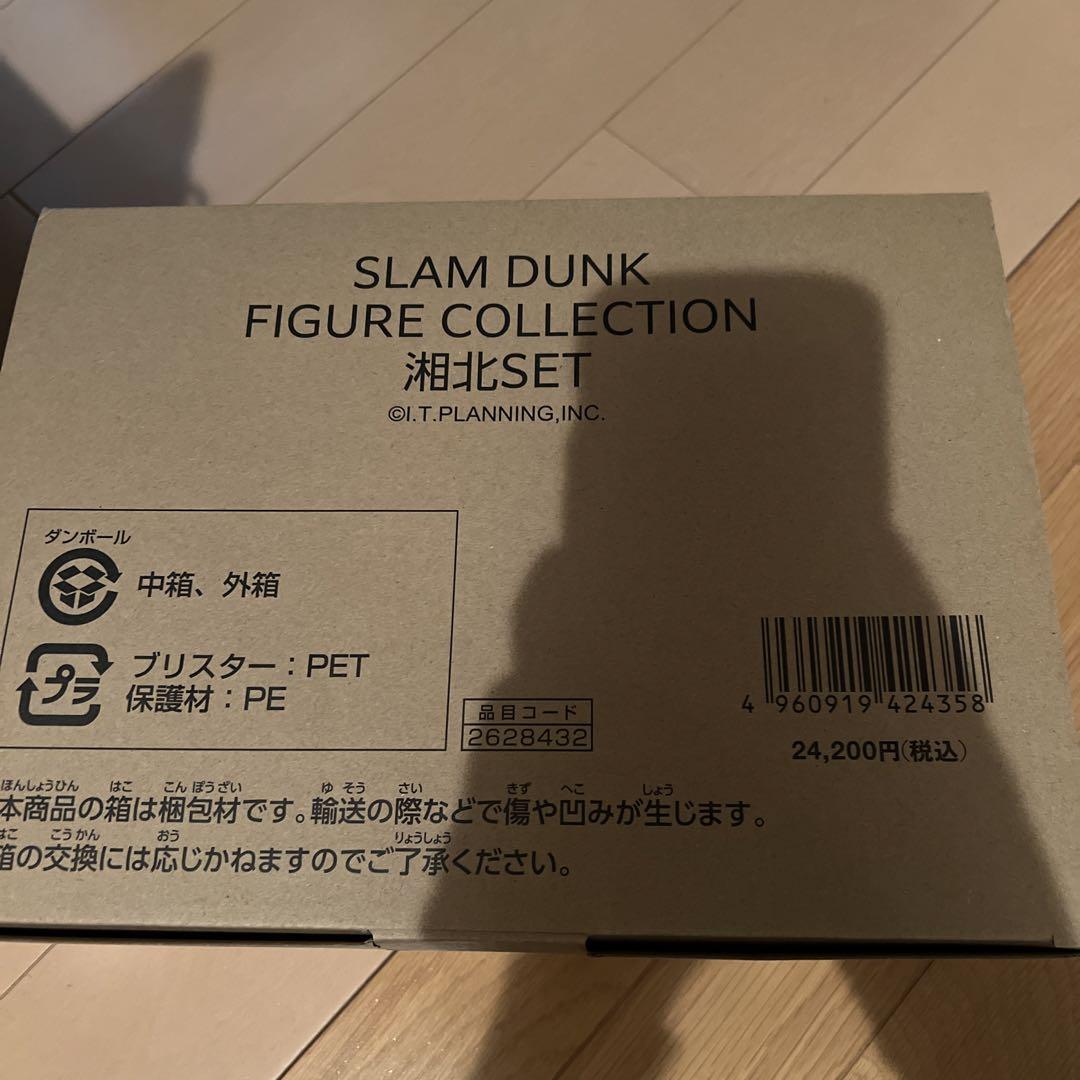 SLAM DUNK
FIGURE COLLECTION
湘北SET
©I.T.PLANNING,INC.
ダンボール
中箱、外箱
プラ
ブリスター：PET
保護材：PE
品目コード
2628432
4 960919 424358
24,200円(税込)
ほんしょうひん はこ こん ぽうざい ゆ そう さい きず へこ しょう
本商品の箱は梱包材です。輸送の際などで傷や凹みが生じます。
はこ こうかん おう りょうしょう
箱の交換には応じかねますのでご了承ください。